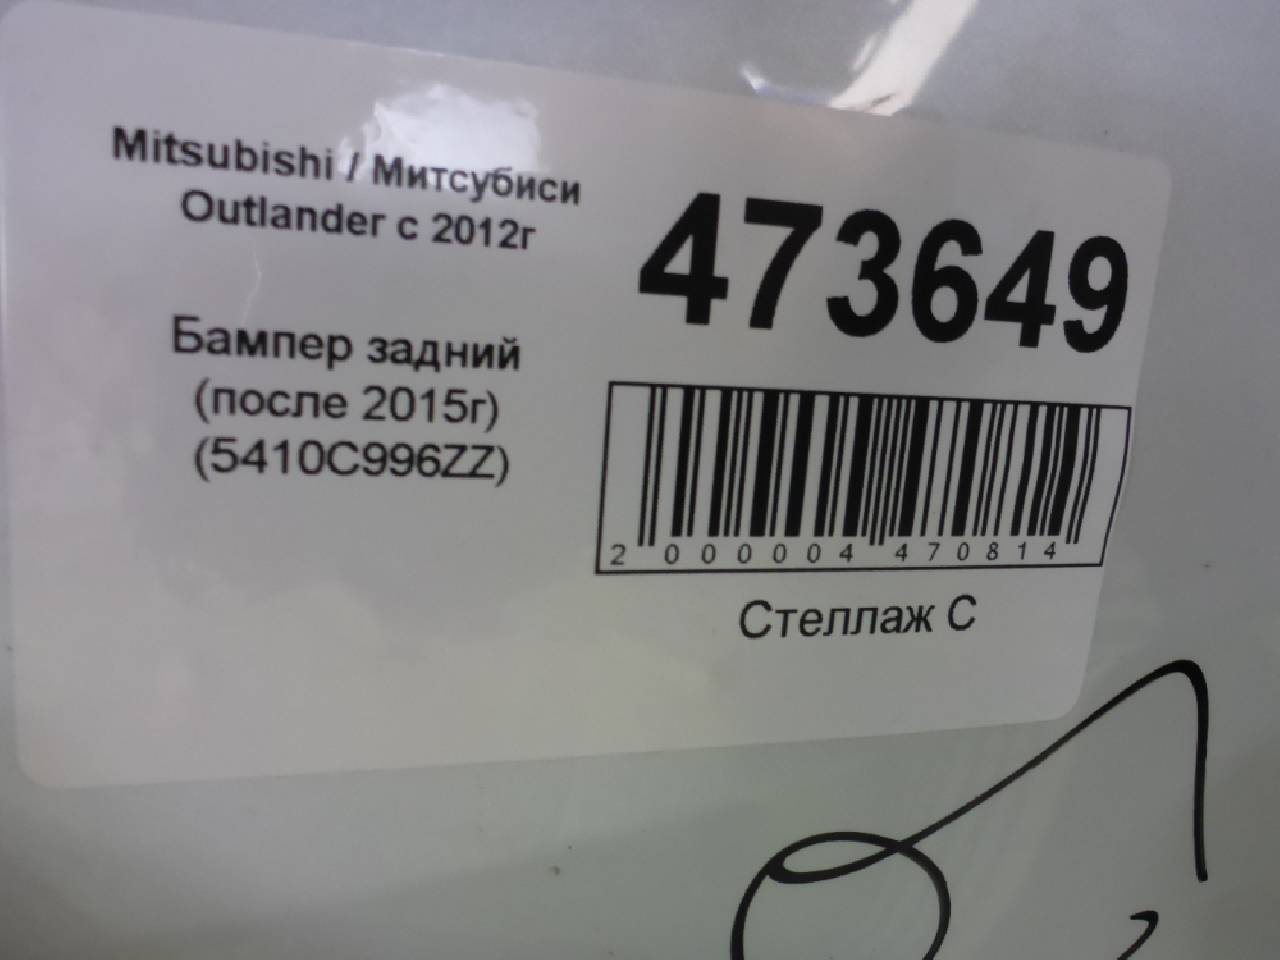 Mitsubishi / Митсубиси
Outlander с 2012г
473649
Бампер задний
(после 2015г)
(5410C996ZZ)
2 000004 470814
Стеллаж С